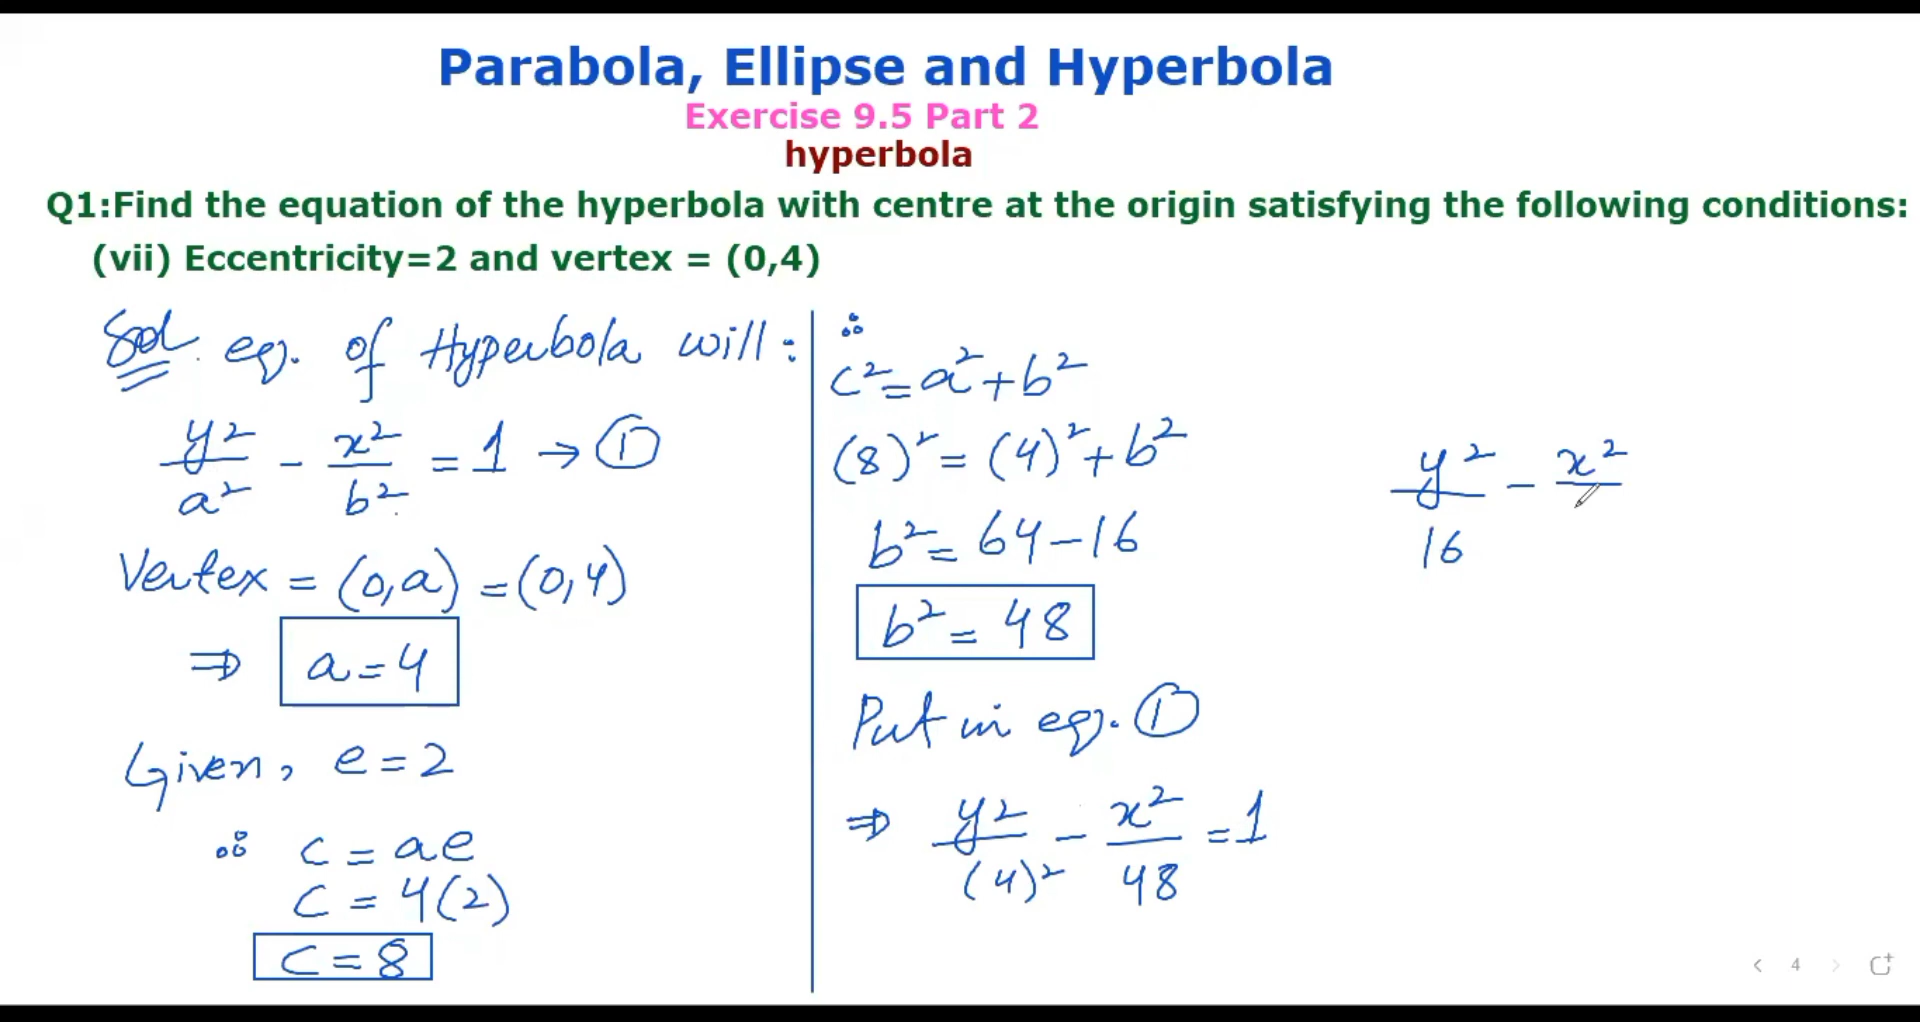 Parabola, Ellipse and Hyperbola
Exercise 9.5 Part 2
hyperbola
Q1:Find the equation of the hyperbola with centre at the origin satisfying the following conditions:
(vii) Eccentricity=2 and vertex = (0,4)
Sol. eq. of Hyperbola will:
y²/a² - x²/b² = 1 → ①
Vertex = (0,a) = (0,4)
⇒ a = 4
Given, e = 2
∵ c = ae
c = 4(2)
c = 8
∵
c² = a² + b²
(8)² = (4)² + b²
b² = 64 - 16
b² = 48
Put in eq. ①
⇒ y²/(4)² - x²/48 = 1
y²/16 - x²/
< 4 >